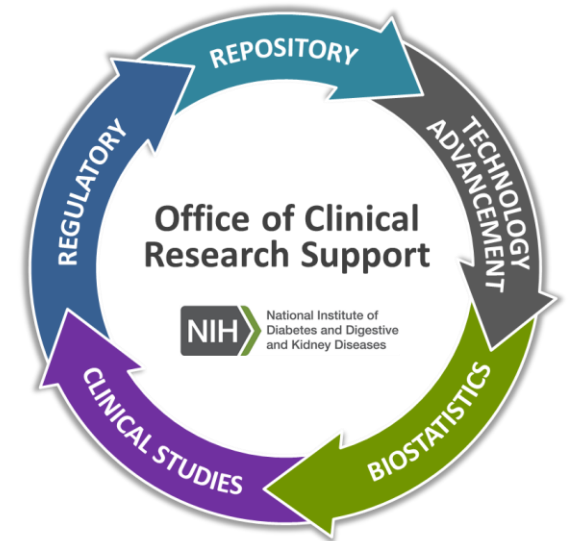 REPOSITORY
TECHNOLOGY
ADVANCEMENT
BIOSTATISTICS
CLINICAL STUDIES
REGULATORY
Office of Clinical
Research Support
NIH
National Institute of
Diabetes and Digestive
and Kidney Diseases